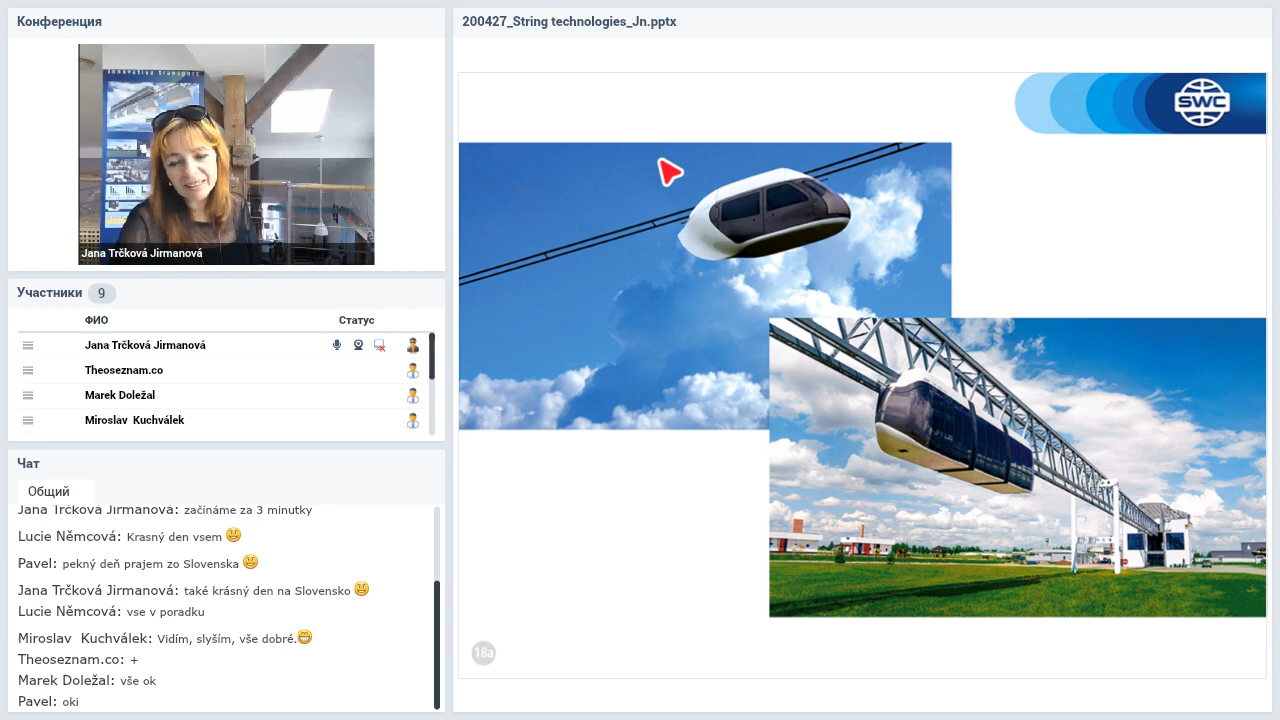 Конференция
Innovative transport
Jana Trčková Jirmanová
Участники 9
ФИО Статус
Jana Trčková Jirmanová
Theoseznam.co
Marek Doležal
Miroslav Kuchválek
Чат
Общий
Jana Trčková Jirmanová: začínáme za 3 minutky
Lucie Němcová: Krasný den vsem
Pavel: pekný deň prajem zo Slovenska
Jana Trčková Jirmanová: také krásný den na Slovensko
Lucie Němcová: vse v poradku
Miroslav Kuchválek: Vidím, slyším, vše dobré.
Theoseznam.co: +
Marek Doležal: vše ok
Pavel: oki
200427_String technologies_Jn.pptx
SWC
18a